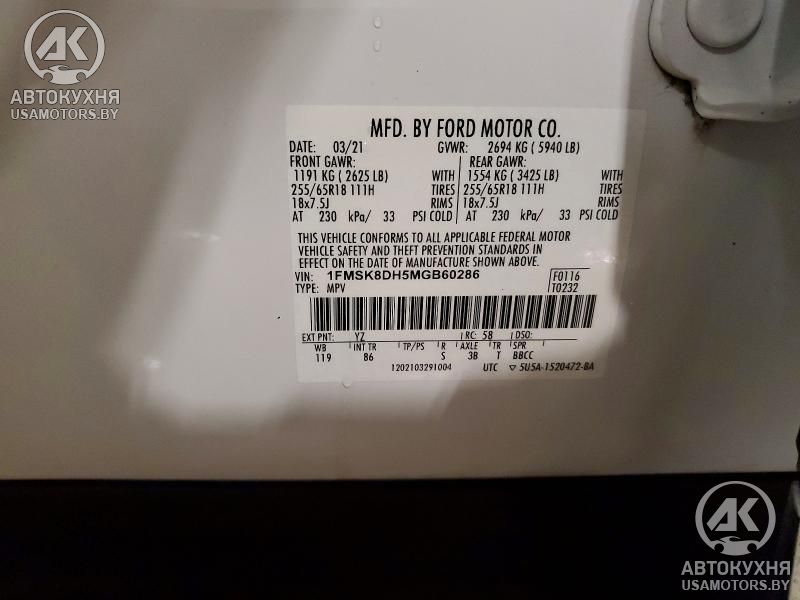 AK
АВТОКУХНЯ
USAMOTORS.BY
MFD. BY FORD MOTOR CO.
DATE: 03/21 GVWR: 2694 KG ( 5940 LB)
FRONT GAWR: REAR GAWR:
1191 KG ( 2625 LB) WITH 1554 KG ( 3425 LB) WITH
255/65R18 111H TIRES 255/65R18 111H TIRES
18x7.5J RIMS 18x7.5J RIMS
AT 230 kPa/ 33 PSI COLD AT 230 kPa/ 33 PSI COLD
THIS VEHICLE CONFORMS TO ALL APPLICABLE FEDERAL MOTOR
VEHICLE SAFETY AND THEFT PREVENTION STANDARDS IN
EFFECT ON THE DATE OF MANUFACTURE SHOWN ABOVE.
VIN: 1FMSK8DH5MGB60286 F0116
TYPE: MPV T0232
EXT PNT: YZ RC: 58 DSO:
WB INT TR TP/PS R AXLE TR SPR
119 86 S 3B T BBCC
1202103291004 UTC ▽ 5U5A-1520472-BA
AK
АВТОКУХНЯ
USAMOTORS.BY